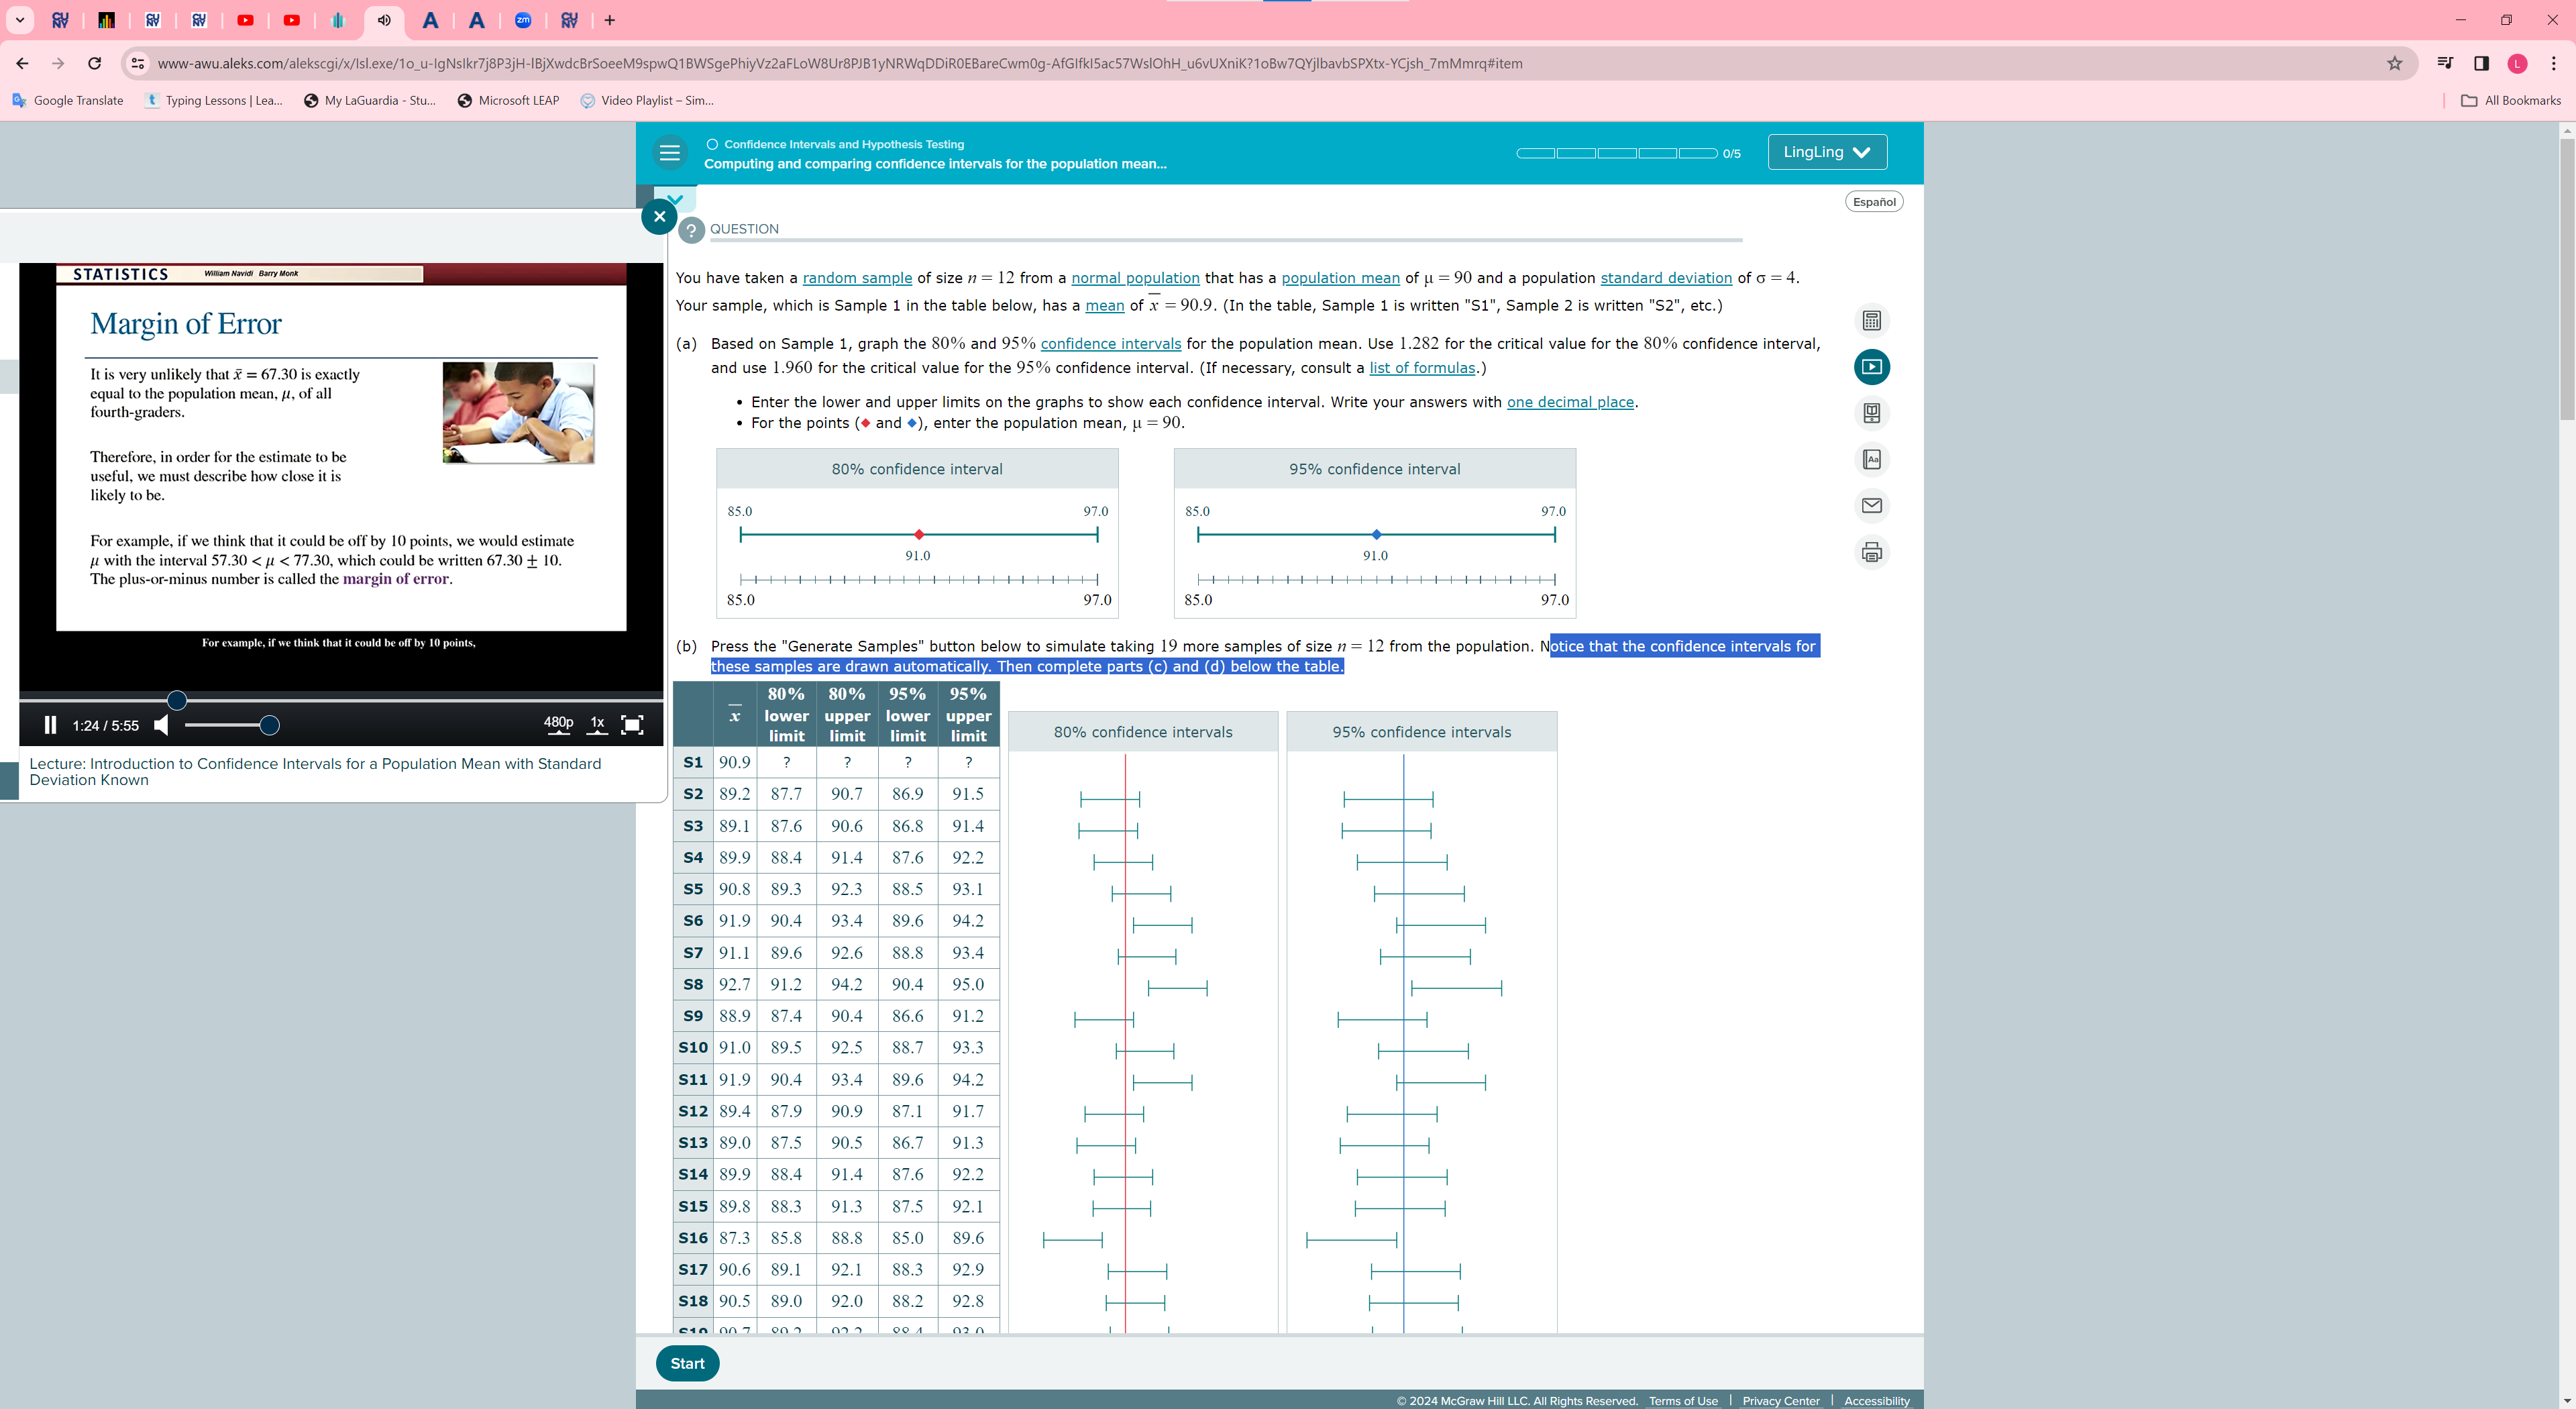 www-awu.aleks.com/alekscgi/x/Isl.exe/1o_u-IgNsIkr7j8P3jH-lBjXwdcBrSoeeM9spwQ1BWSgePhiyVz2aFLoW8Ur8PJB1yNRWqDDiR0EBareCwm0g-AfGIfkI5ac57WslOhH_u6vUXniK?1oBw7QYjlbavbSPXtx-YCjsh_7mMmrq#item
Google Translate Typing Lessons | Lea... My LaGuardia - Stu... Microsoft LEAP Video Playlist – Sim... All Bookmarks
Confidence Intervals and Hypothesis Testing
Computing and comparing confidence intervals for the population mean...
0/5
LingLing
Español
QUESTION
You have taken a random sample of size n = 12 from a normal population that has a population mean of μ = 90 and a population standard deviation of σ = 4.
Your sample, which is Sample 1 in the table below, has a mean of x̄ = 90.9. (In the table, Sample 1 is written "S1", Sample 2 is written "S2", etc.)
(a) Based on Sample 1, graph the 80% and 95% confidence intervals for the population mean. Use 1.282 for the critical value for the 80% confidence interval,
and use 1.960 for the critical value for the 95% confidence interval. (If necessary, consult a list of formulas.)
• Enter the lower and upper limits on the graphs to show each confidence interval. Write your answers with one decimal place.
• For the points (◆ and ◆), enter the population mean, μ = 90.
80% confidence interval
85.0 97.0
91.0
85.0 97.0
95% confidence interval
85.0 97.0
91.0
85.0 97.0
(b) Press the "Generate Samples" button below to simulate taking 19 more samples of size n = 12 from the population. Notice that the confidence intervals for
these samples are drawn automatically. Then complete parts (c) and (d) below the table.
x̄ 80% lower limit 80% upper limit 95% lower limit 95% upper limit
S1 90.9 ? ? ? ?
S2 89.2 87.7 90.7 86.9 91.5
S3 89.1 87.6 90.6 86.8 91.4
S4 89.9 88.4 91.4 87.6 92.2
S5 90.8 89.3 92.3 88.5 93.1
S6 91.9 90.4 93.4 89.6 94.2
S7 91.1 89.6 92.6 88.8 93.4
S8 92.7 91.2 94.2 90.4 95.0
S9 88.9 87.4 90.4 86.6 91.2
S10 91.0 89.5 92.5 88.7 93.3
S11 91.9 90.4 93.4 89.6 94.2
S12 89.4 87.9 90.9 87.1 91.7
S13 89.0 87.5 90.5 86.7 91.3
S14 89.9 88.4 91.4 87.6 92.2
S15 89.8 88.3 91.3 87.5 92.1
S16 87.3 85.8 88.8 85.0 89.6
S17 90.6 89.1 92.1 88.3 92.9
S18 90.5 89.0 92.0 88.2 92.8
S19 90.7 89.2 92.2 88.4 93.0
80% confidence intervals
95% confidence intervals
STATISTICS William Navidi Barry Monk
Margin of Error
It is very unlikely that x̄ = 67.30 is exactly
equal to the population mean, μ, of all
fourth-graders.
Therefore, in order for the estimate to be
useful, we must describe how close it is
likely to be.
For example, if we think that it could be off by 10 points, we would estimate
μ with the interval 57.30 < μ < 77.30, which could be written 67.30 ± 10.
The plus-or-minus number is called the margin of error.
For example, if we think that it could be off by 10 points,
1:24 / 5:55 480p 1x
Lecture: Introduction to Confidence Intervals for a Population Mean with Standard
Deviation Known
Start
© 2024 McGraw Hill LLC. All Rights Reserved. Terms of Use | Privacy Center | Accessibility